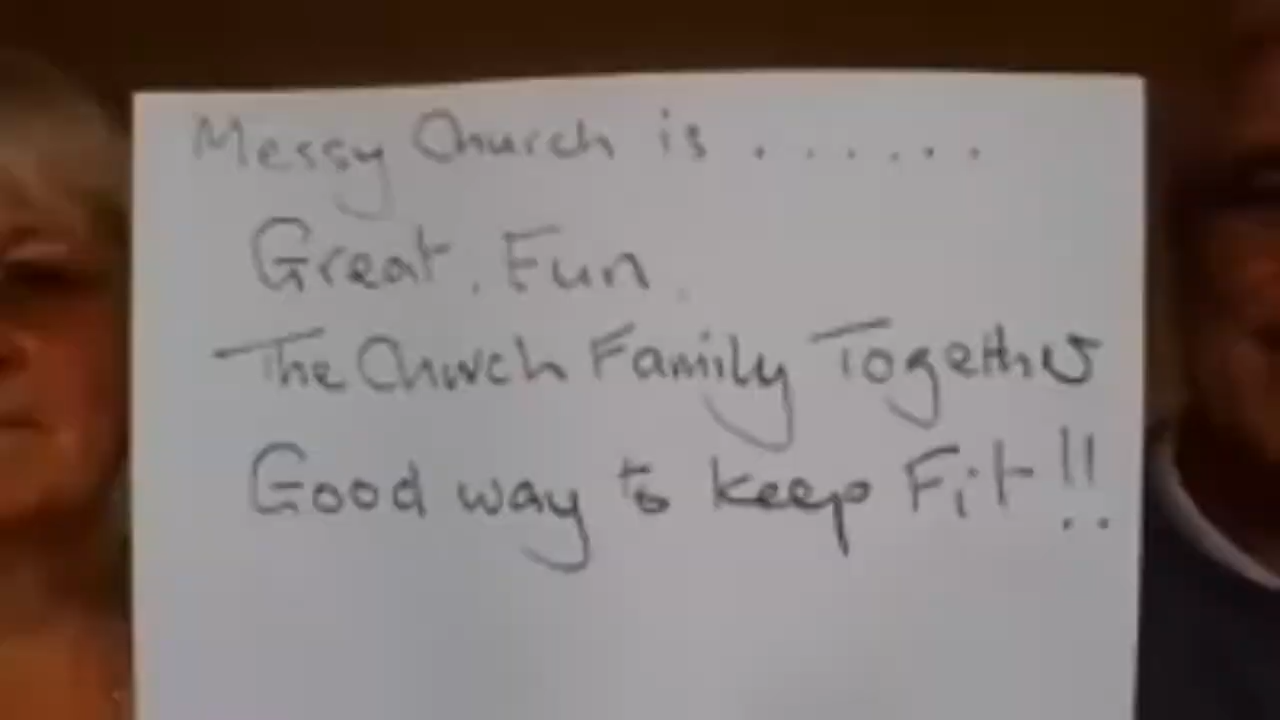 Messy Church is ......
Great. Fun.
The Church Family Together
Good way to keep Fit!!